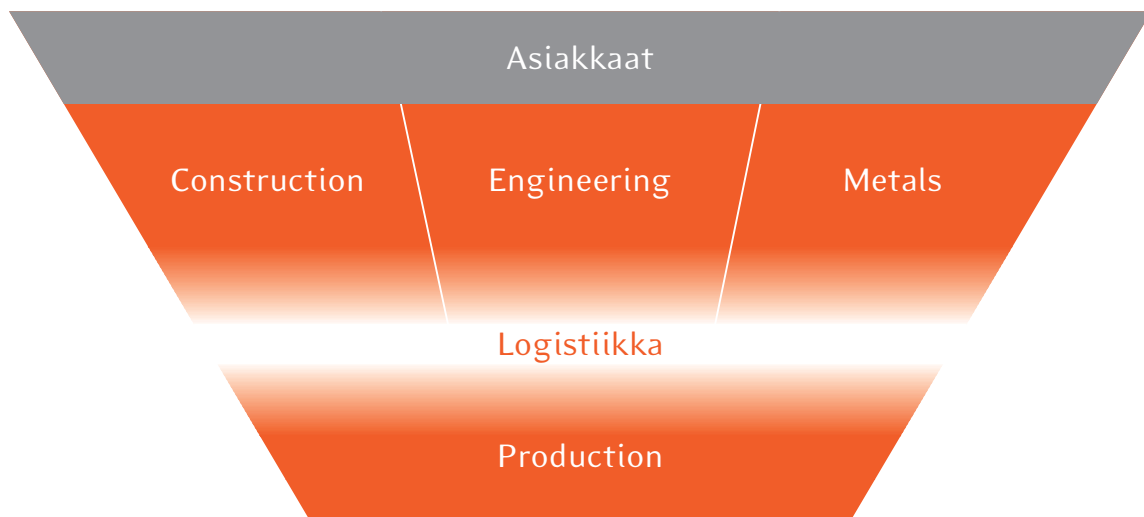 Asiakkaat
Construction Engineering Metals
Logistiikka
Production